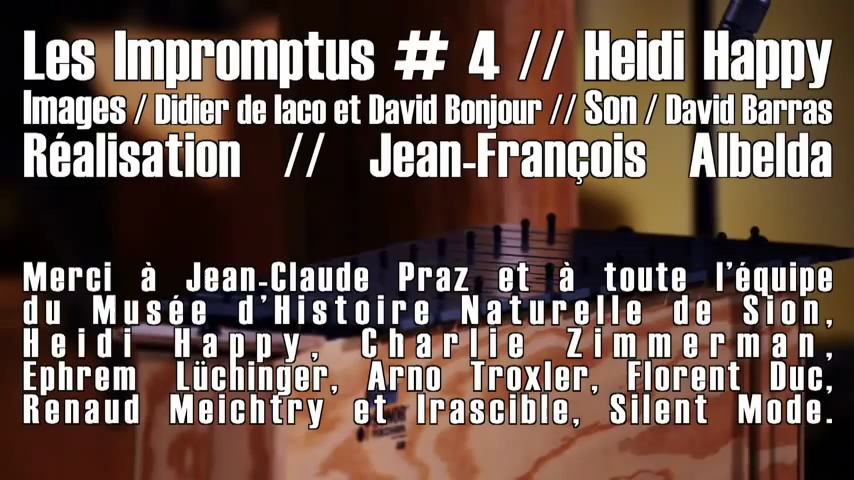 Les Impromptus # 4 // Heidi Happy
Images / Didier de Iaco et David Bonjour // Son / David Barras
Réalisation // Jean-François Albelda
Merci à Jean-Claude Praz et à toute l'équipe
du Musée d'Histoire Naturelle de Sion,
Heidi Happy, Charlie Zimmerman,
Ephrem Lüchinger, Arno Troxler, Florent Duc,
Renaud Meichtry et Irascible, Silent Mode.